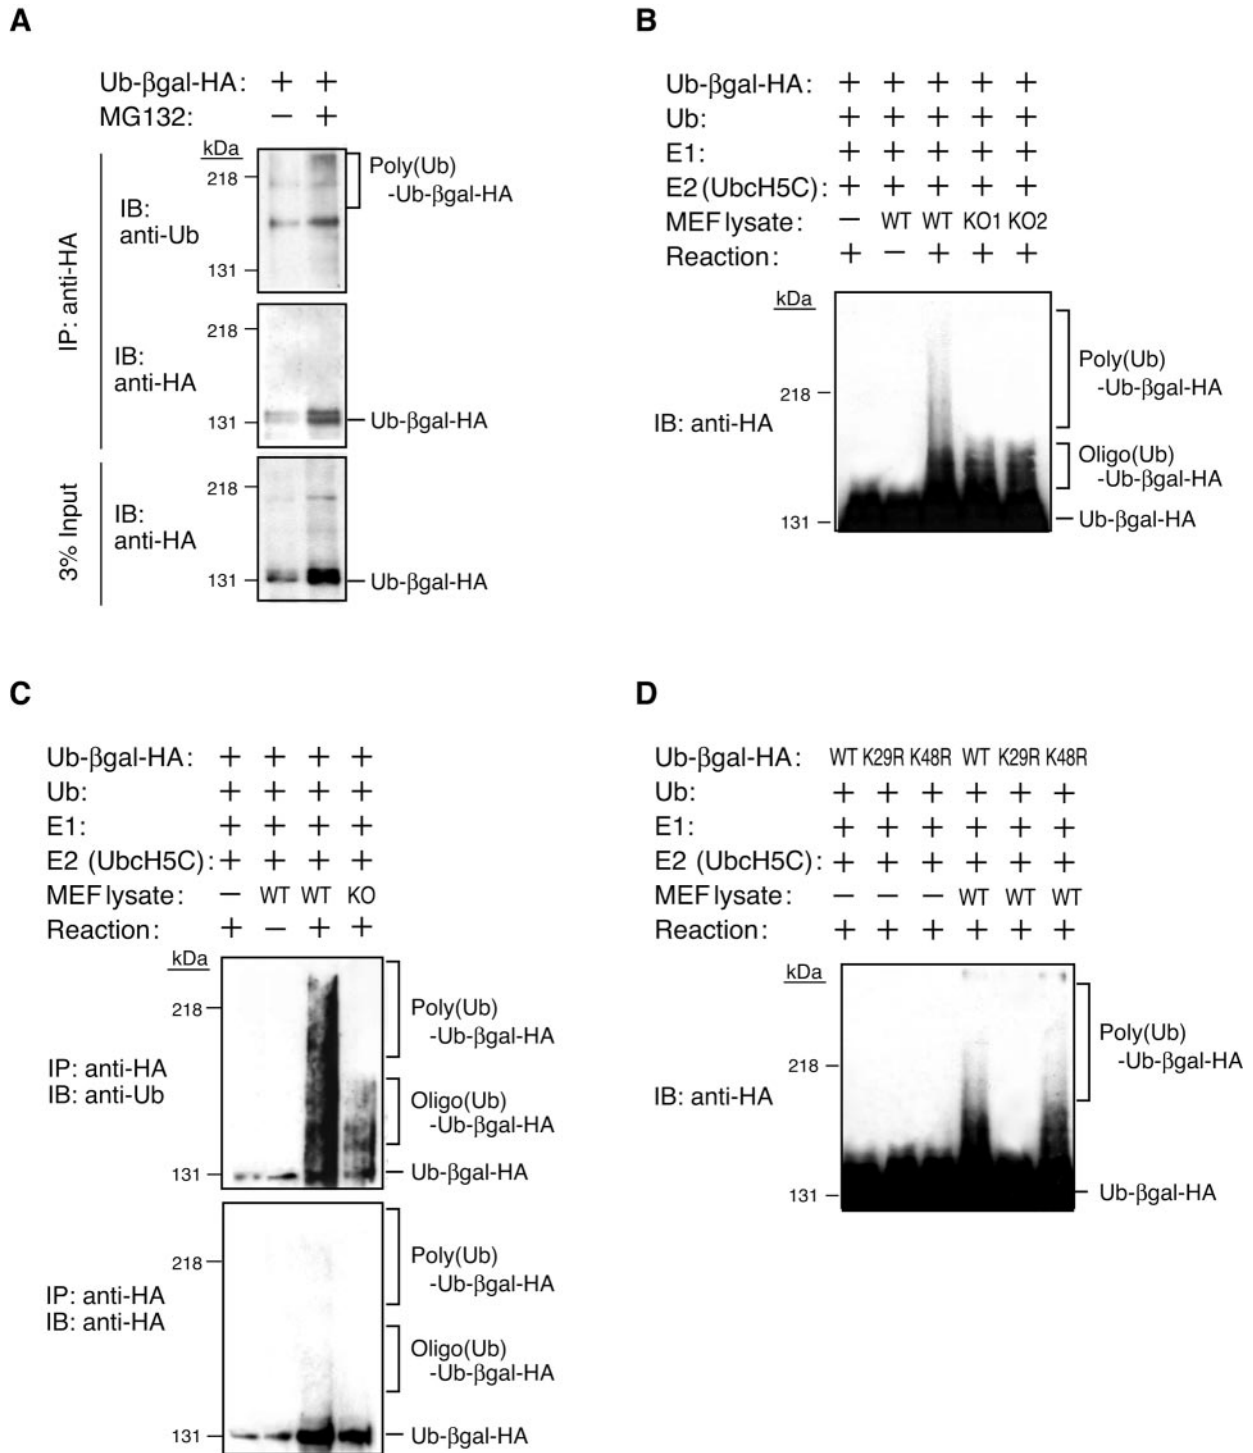 A
Ub-βgal-HA: + +
MG132: − +
kDa
218
131
IP: anti-HA
IB:
anti-Ub
Poly(Ub)
-Ub-βgal-HA
218
131
IB:
anti-HA
Ub-βgal-HA
3% Input
218
131
IB:
anti-HA
Ub-βgal-HA
B
Ub-βgal-HA: + + + + +
Ub: + + + + +
E1: + + + + +
E2 (UbcH5C): + + + + +
MEF lysate: − WT WT KO1 KO2
Reaction: + − + + +
kDa
218
131
IB: anti-HA
Poly(Ub)
-Ub-βgal-HA
Oligo(Ub)
-Ub-βgal-HA
Ub-βgal-HA
C
Ub-βgal-HA: + + + +
Ub: + + + +
E1: + + + +
E2 (UbcH5C): + + + +
MEF lysate: − WT WT KO
Reaction: + − + +
kDa
218
131
IP: anti-HA
IB: anti-Ub
Poly(Ub)
-Ub-βgal-HA
Oligo(Ub)
-Ub-βgal-HA
Ub-βgal-HA
218
131
IP: anti-HA
IB: anti-HA
Poly(Ub)
-Ub-βgal-HA
Oligo(Ub)
-Ub-βgal-HA
Ub-βgal-HA
D
Ub-βgal-HA: WT K29R K48R WT K29R K48R
Ub: + + + + + +
E1: + + + + + +
E2 (UbcH5C): + + + + + +
MEF lysate: − − − WT WT WT
Reaction: + + + + + +
kDa
218
131
IB: anti-HA
Poly(Ub)
-Ub-βgal-HA
Ub-βgal-HA